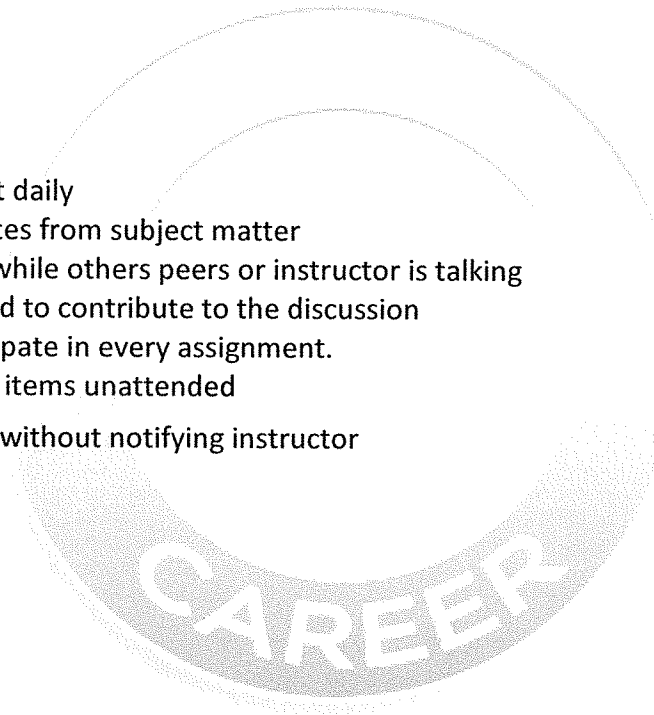 t daily
tes from subject matter
while others peers or instructor is talking
d to contribute to the discussion
pate in every assignment.
items unattended
without notifying instructor
CAREER